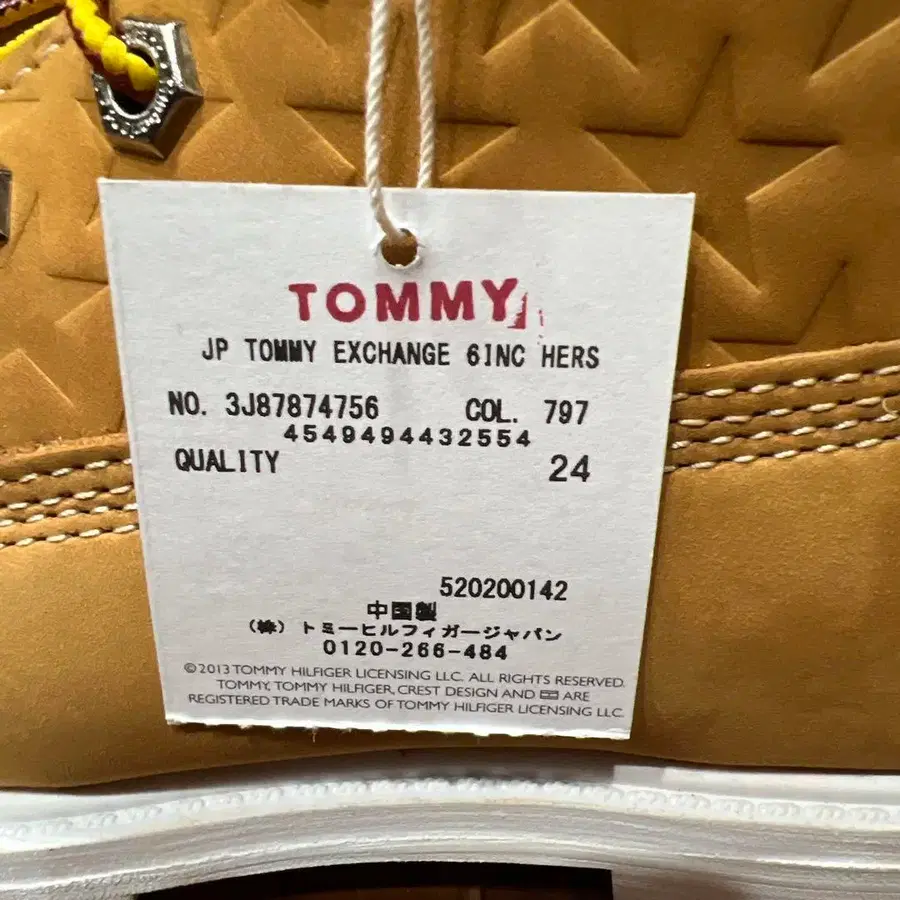 TOMMY
JP TOMMY EXCHANGE 6INC HERS
NO. 3J87874756 COL. 797
4549494432554
QUALITY 24
520200142
中国製
(株) トミーヒルフィガージャパン
0120-266-484
©2013 TOMMY HILFIGER LICENSING LLC. ALL RIGHTS RESERVED.
TOMMY, TOMMY HILFIGER, CREST DESIGN AND ARE
REGISTERED TRADE MARKS OF TOMMY HILFIGER LICENSING LLC.